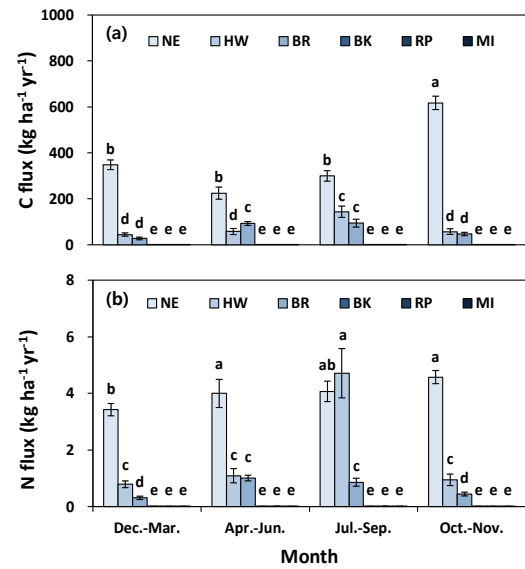 (a) NE HW BR BK RP MI
C flux (kg ha⁻¹ yr⁻¹)
1000
800
600
400
200
0
b d d e e e
b d c e e e
b c c e e e
a d d e e e
(b) NE HW BR BK RP MI
N flux (kg ha⁻¹ yr⁻¹)
8
6
4
2
0
b c d e e e
a c c e e e
ab a c e e e
a c d e e e
Dec.-Mar. Apr.-Jun. Jul.-Sep. Oct.-Nov.
Month